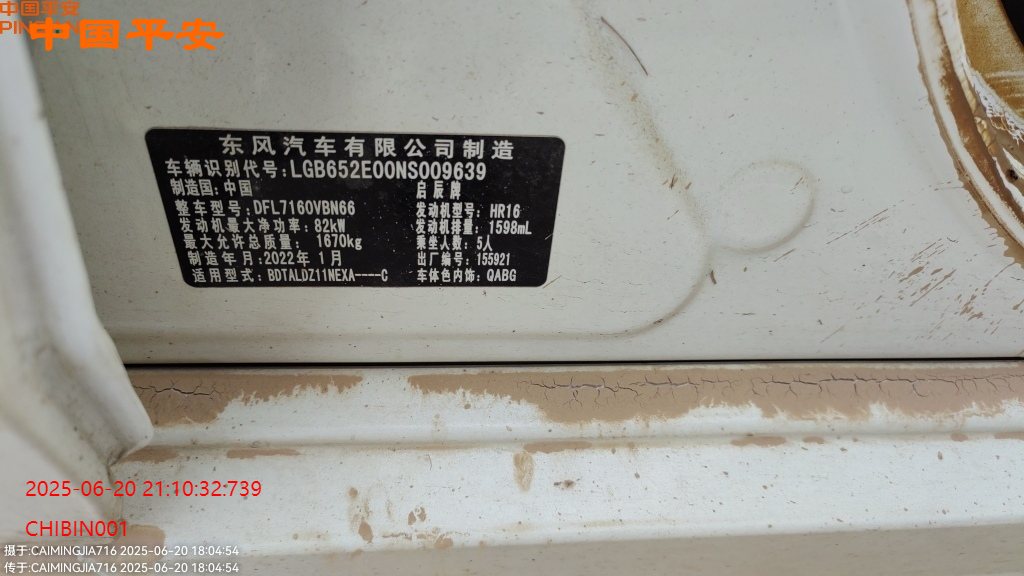 中国平安
PIN
中国平安
东风汽车有限公司制造
车辆识别代号:LGB652E00NS009639
制造国:中国 启辰牌
整车型号:DFL7160VBN66 发动机型号: HR16
发动机最大净功率:82kW 发动机排量: 1598mL
最大允许总质量: 1670kg 乘坐人数: 5人
制造年月:2022年 1月 出厂编号: 155921
适用型式:BDTALDZ11NEXA----C 车体色内饰: QABG
2025-06-20 21:10:32:739
CHIBIN001
摄于:CAIMINGJIA716 2025-06-20 18:04:54
传于:CAIMINGJIA716 2025-06-20 18:04:54